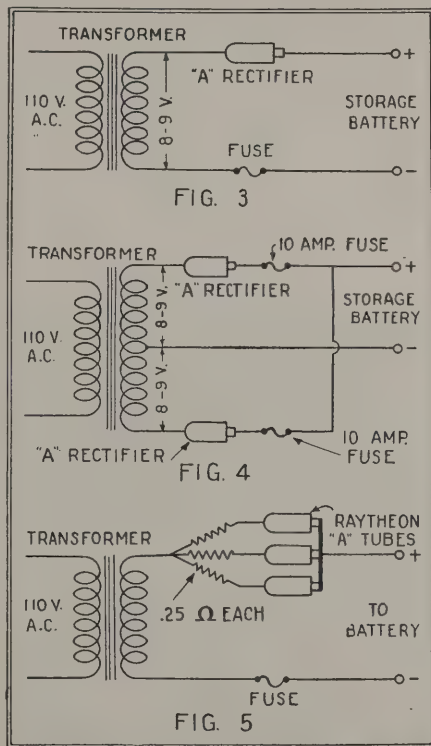 TRANSFORMER
"A" RECTIFIER
+
110 V.
A.C.
8-9 V.
STORAGE
BATTERY
FUSE
-
FIG. 3
TRANSFORMER
10 AMP. FUSE
+
"A" RECTIFIER
8-9 V.
STORAGE
BATTERY
110 V.
A.C.
-
8-9 V.
"A" RECTIFIER
10 AMP.
FUSE
FIG. 4
TRANSFORMER
RAYTHEON
"A" TUBES
+
110 V.
A.C.
.25 Ω EACH
TO
BATTERY
-
FUSE
FIG. 5